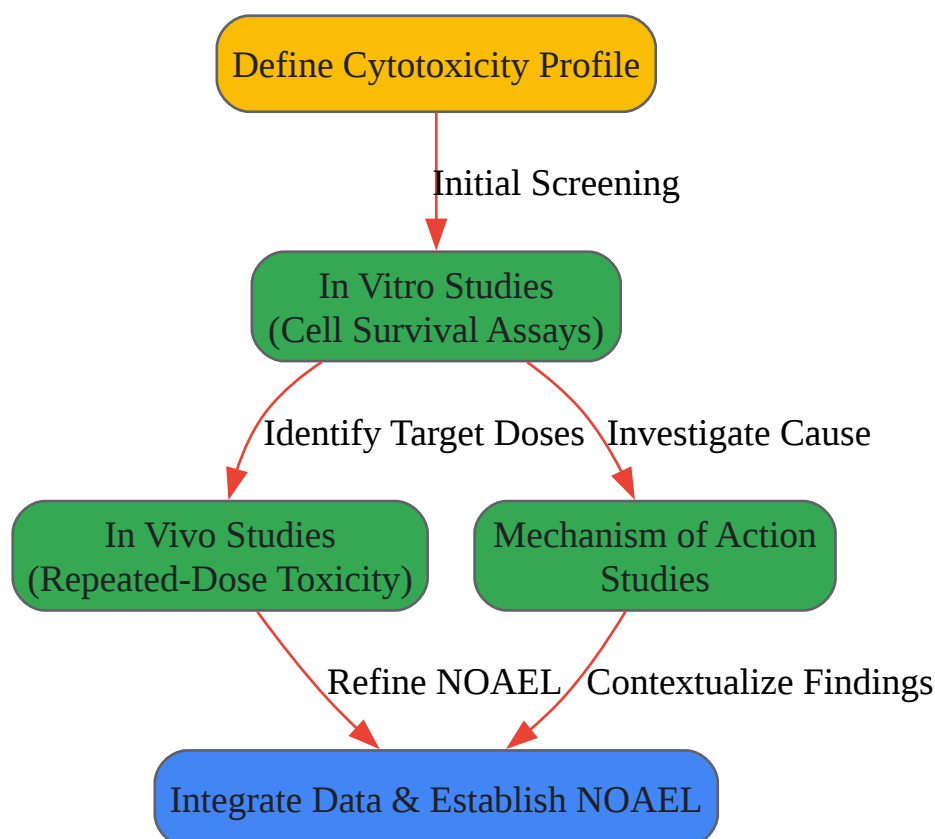 Define Cytotoxicity Profile
Initial Screening
In Vitro Studies
(Cell Survival Assays)
Identify Target Doses
Investigate Cause
In Vivo Studies
(Repeated-Dose Toxicity)
Mechanism of Action
Studies
Refine NOAEL
Contextualize Findings
Integrate Data & Establish NOAEL